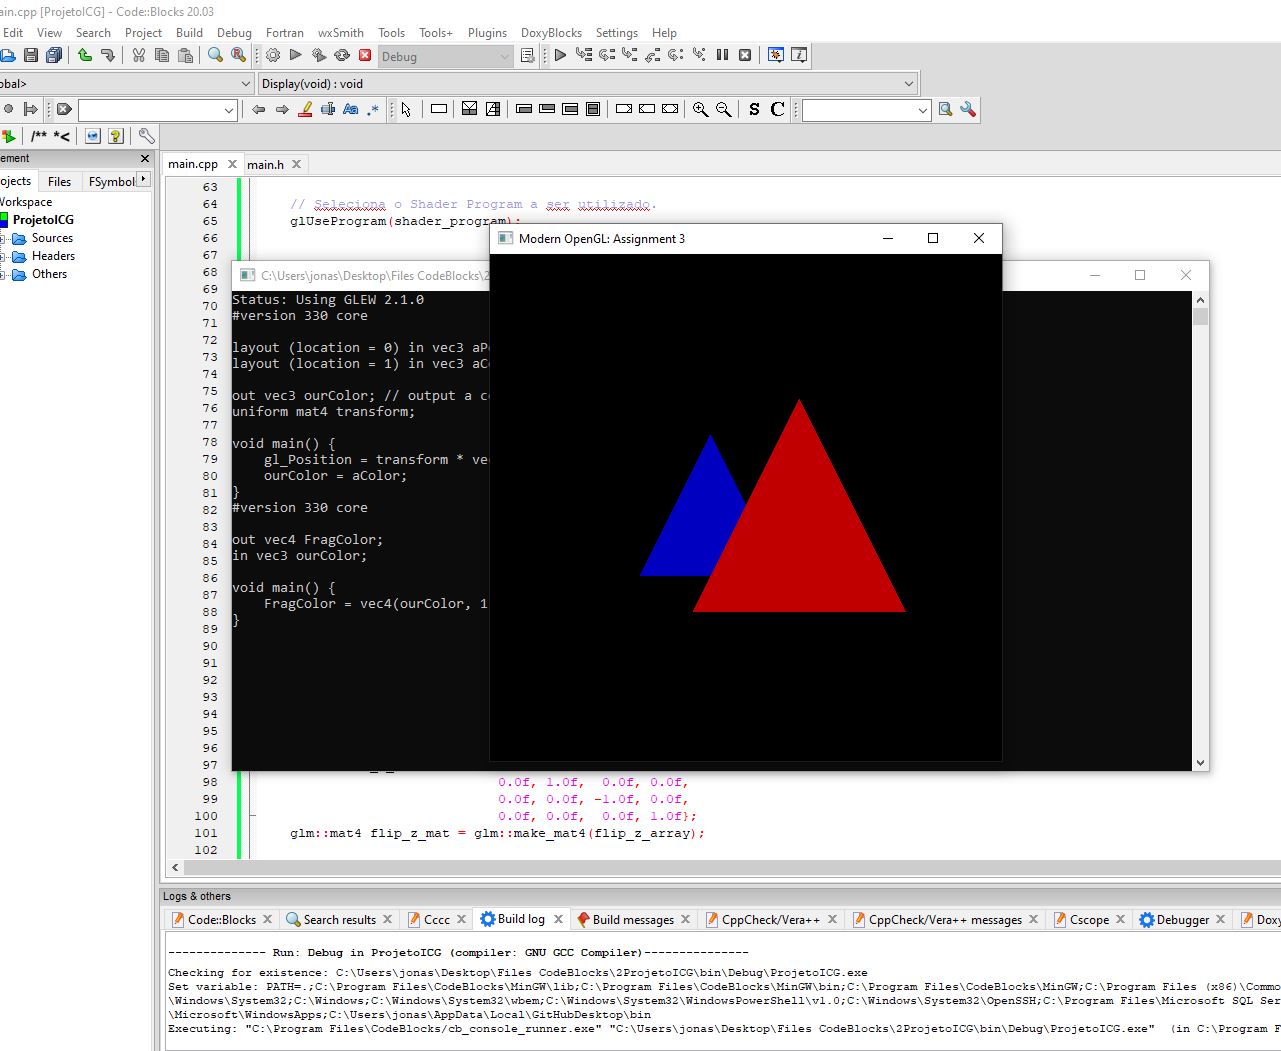 ain.cpp [ProjetoICG] - Code::Blocks 20.03
Edit View Search Project Build Debug Fortran wxSmith Tools Tools+ Plugins DoxyBlocks Settings Help
Debug
obal> Display(void) : void
Aa .* S C
/** *<
ement
main.cpp main.h
ojects Files FSymbol
Workspace
ProjetoICG
Sources
Headers
Others
63
64 // Seleciona o Shader Program a ser utilizado.
65 glUseProgram(shader_program);
66
67
68
69
70
71
72
73
74
75
76
77
78
79
80
81
82
83
84
85
86
87
88
89
90
91
92
93
94
95
96
97
98 0.0f, 1.0f, 0.0f, 0.0f,
99 0.0f, 0.0f, -1.0f, 0.0f,
100 0.0f, 0.0f, 0.0f, 1.0f};
101 glm::mat4 flip_z_mat = glm::make_mat4(flip_z_array);
102
Modern OpenGL: Assignment 3
C:\Users\jonas\Desktop\Files CodeBlocks\2
Status: Using GLEW 2.1.0
#version 330 core
layout (location = 0) in vec3 aPo
layout (location = 1) in vec3 aCo
out vec3 ourColor; // output a co
uniform mat4 transform;
void main() {
gl_Position = transform * vec
ourColor = aColor;
}
#version 330 core
out vec4 FragColor;
in vec3 ourColor;
void main() {
FragColor = vec4(ourColor, 1
}
Logs & others
Code::Blocks Search results Cccc Build log Build messages CppCheck/Vera++ CppCheck/Vera++ messages Cscope Debugger Doxy
-------------- Run: Debug in ProjetoICG (compiler: GNU GCC Compiler)---------------
Checking for existence: C:\Users\jonas\Desktop\Files CodeBlocks\2ProjetoICG\bin\Debug\ProjetoICG.exe
Set variable: PATH=.;C:\Program Files\CodeBlocks\MinGW\lib;C:\Program Files\CodeBlocks\MinGW\bin;C:\Program Files\CodeBlocks\MinGW;C:\Program Files (x86)\Commo
\Windows\System32;C:\Windows;C:\Windows\System32\wbem;C:\Windows\System32\WindowsPowerShell\v1.0;C:\Windows\System32\OpenSSH;C:\Program Files\Microsoft SQL Ser
\Microsoft\WindowsApps;C:\Users\jonas\AppData\Local\GitHubDesktop\bin
Executing: "C:\Program Files\CodeBlocks/cb_console_runner.exe" "C:\Users\jonas\Desktop\Files CodeBlocks\2ProjetoICG\bin\Debug\ProjetoICG.exe" (in C:\Program F